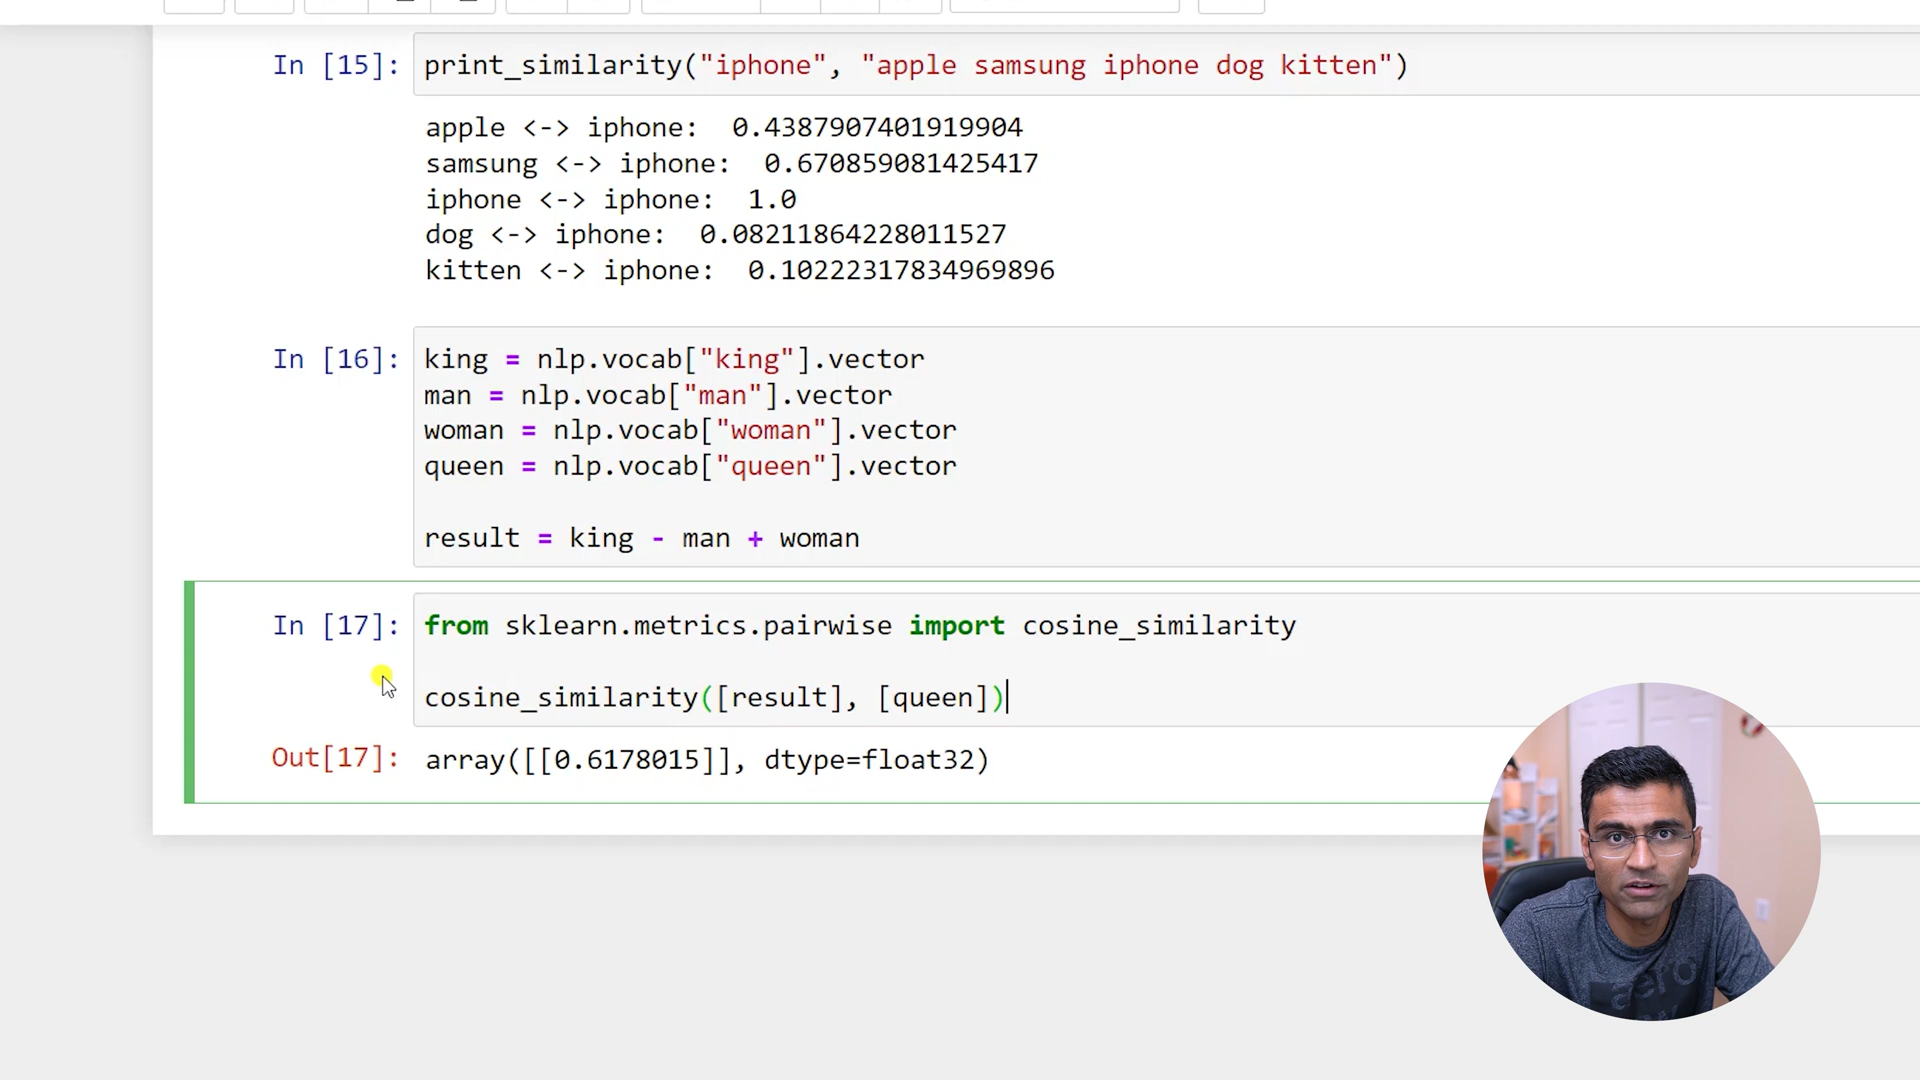 In [15]: print_similarity("iphone", "apple samsung iphone dog kitten")
apple <-> iphone:  0.4387907401919904
samsung <-> iphone:  0.670859081425417
iphone <-> iphone:  1.0
dog <-> iphone:  0.08211864228011527
kitten <-> iphone:  0.10222317834969896
In [16]: king = nlp.vocab["king"].vector
man = nlp.vocab["man"].vector
woman = nlp.vocab["woman"].vector
queen = nlp.vocab["queen"].vector
result = king - man + woman
In [17]: from sklearn.metrics.pairwise import cosine_similarity
cosine_similarity([result], [queen])
Out[17]: array([[0.6178015]], dtype=float32)
aero